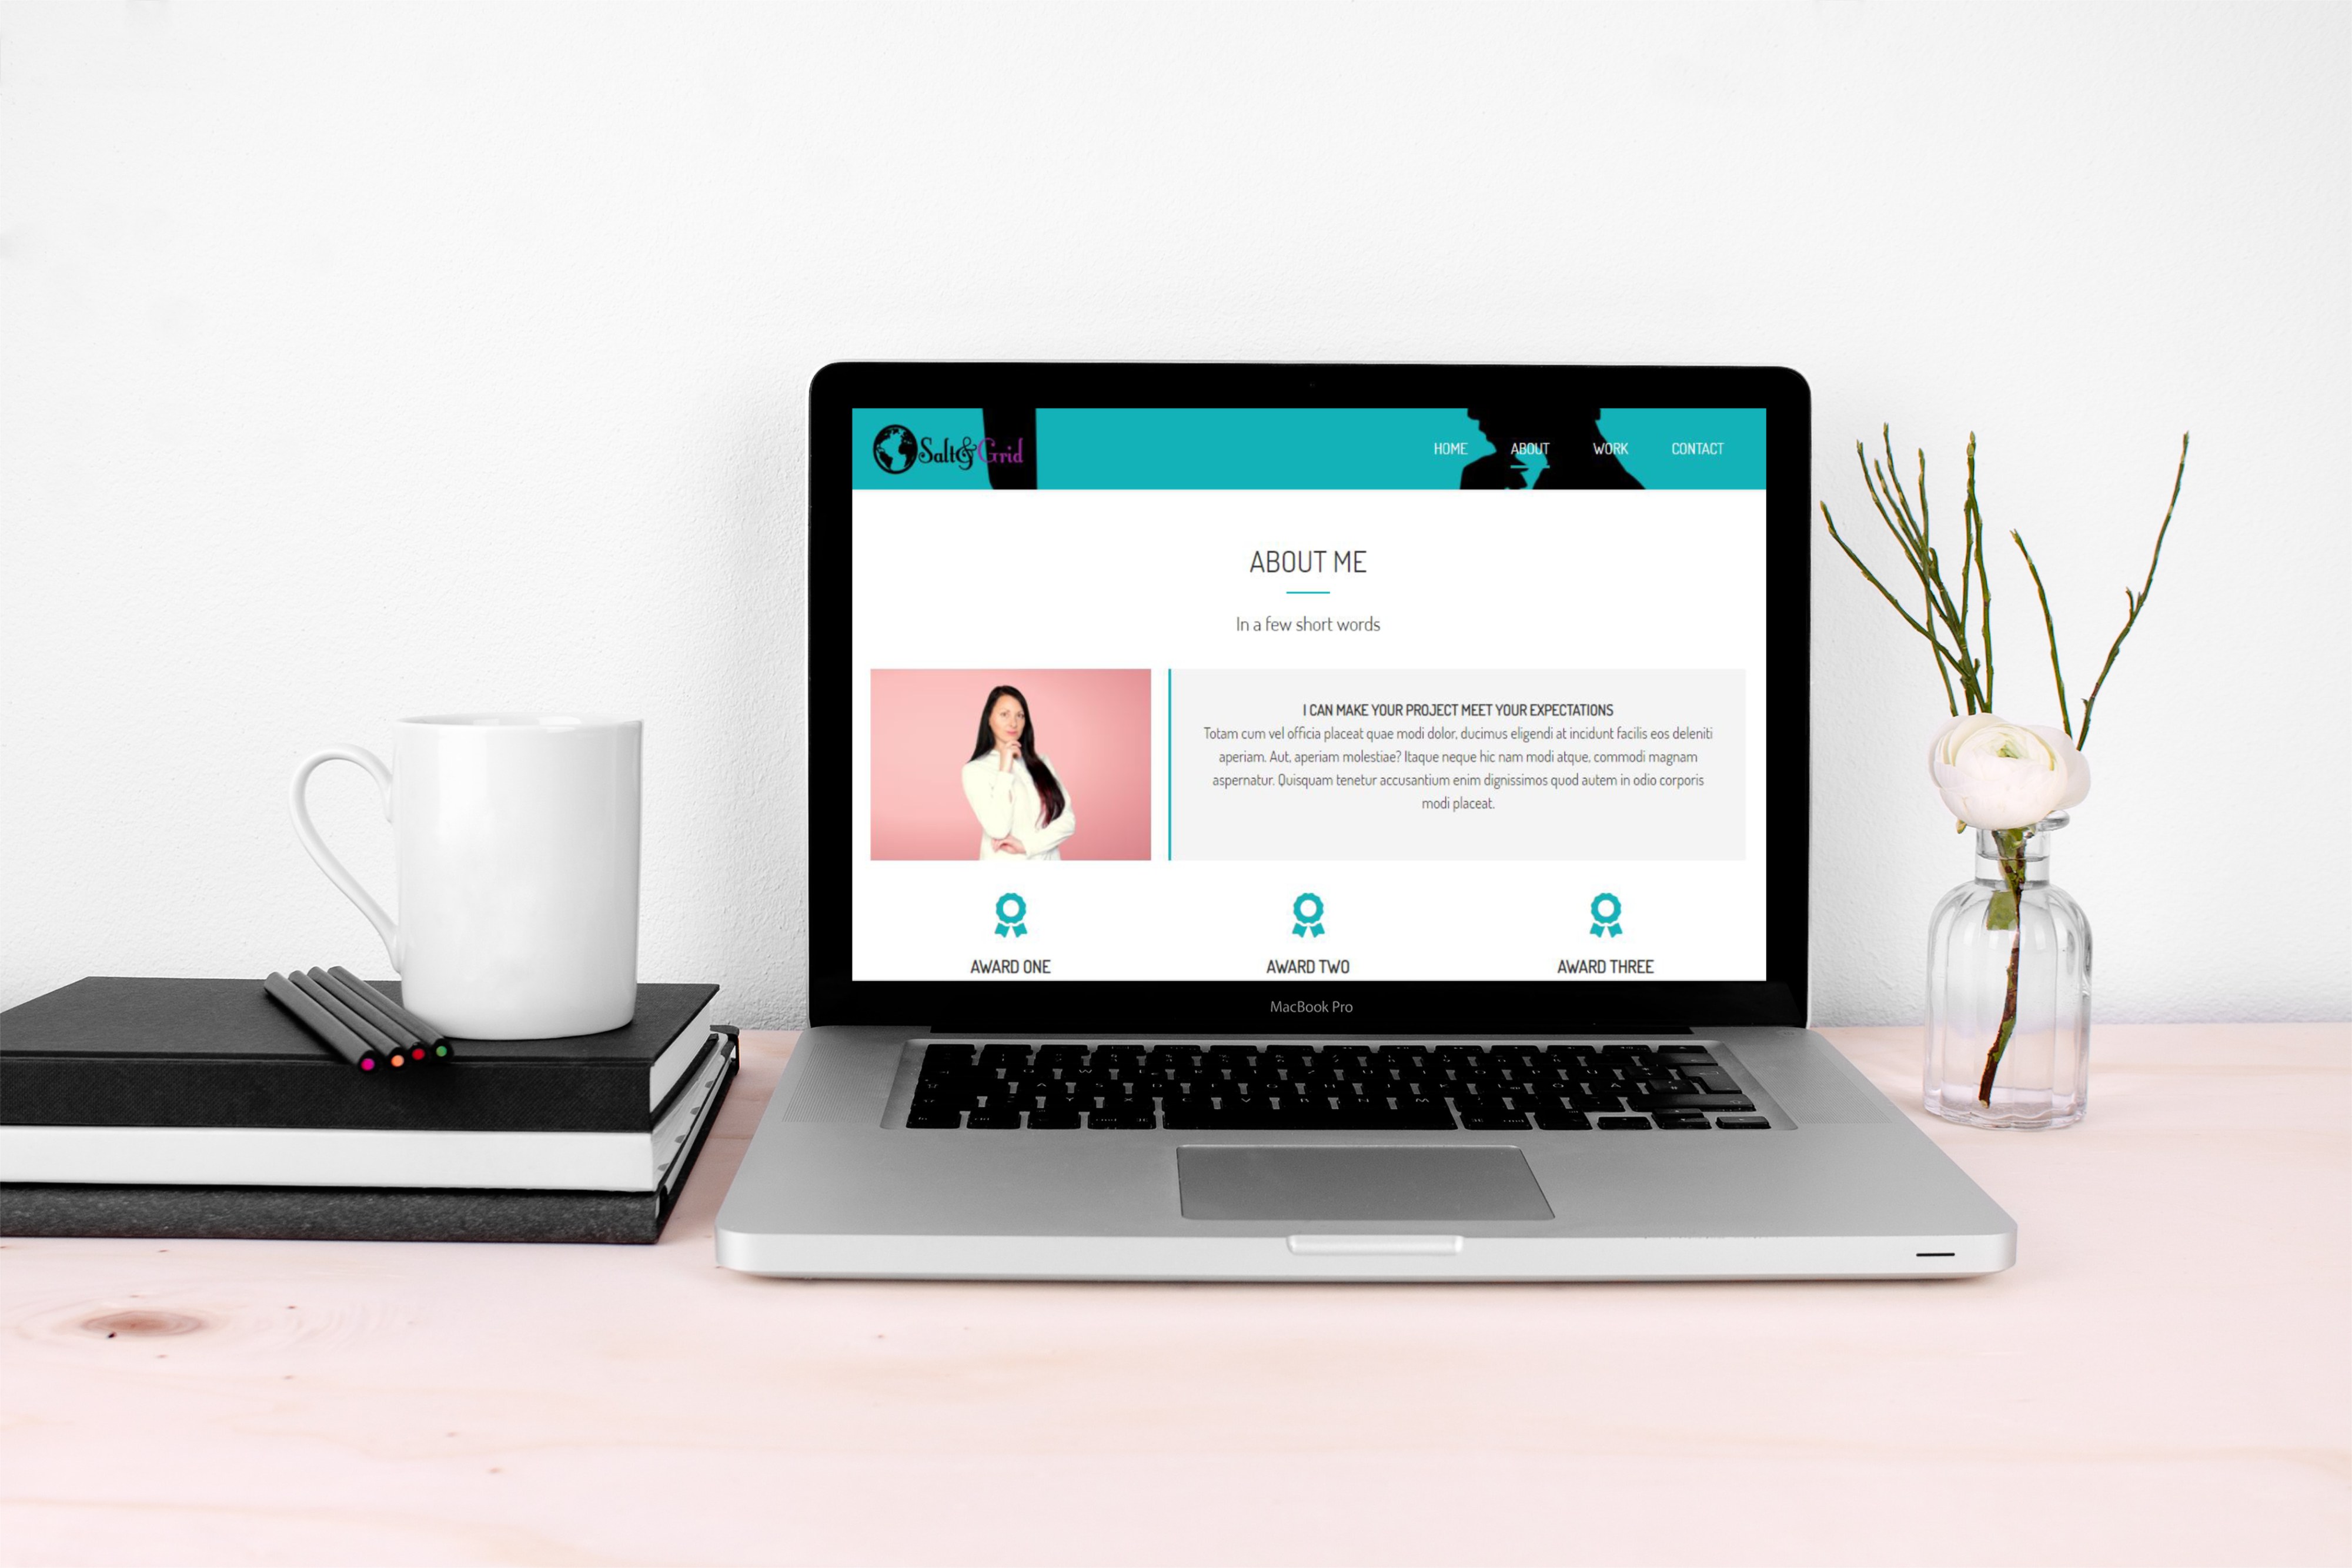 Salt&Grid
HOME ABOUT WORK CONTACT
ABOUT ME
In a few short words
I CAN MAKE YOUR PROJECT MEET YOUR EXPECTATIONS
Totam cum vel officia placeat quae modi dolor, ducimus eligendi at incidunt facilis eos deleniti
aperiam. Aut, aperiam molestiae? Itaque neque hic nam modi atque, commodi magnam
aspernatur. Quisquam tenetur accusantium enim dignissimos quod autem in odio corporis
modi placeat.
AWARD ONE AWARD TWO AWARD THREE
MacBook Pro